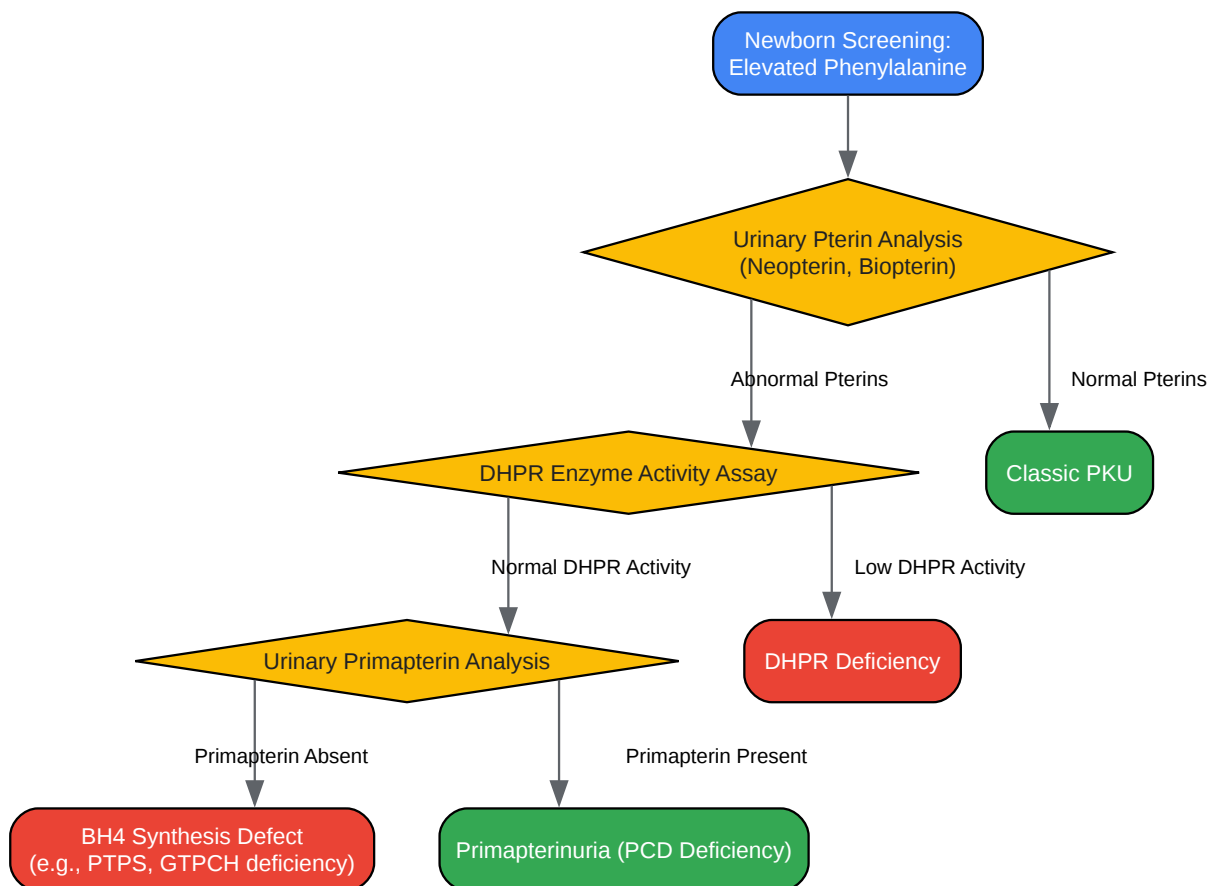 Newborn Screening:
Elevated Phenylalanine
Urinary Pterin Analysis
(Neopterin, Biopterin)
Abnormal Pterins
Normal Pterins
DHPR Enzyme Activity Assay
Classic PKU
Normal DHPR Activity
Low DHPR Activity
Urinary Primapterin Analysis
DHPR Deficiency
Primapterin Absent
Primapterin Present
BH4 Synthesis Defect
(e.g., PTPS, GTPCH deficiency)
Primapterinuria (PCD Deficiency)